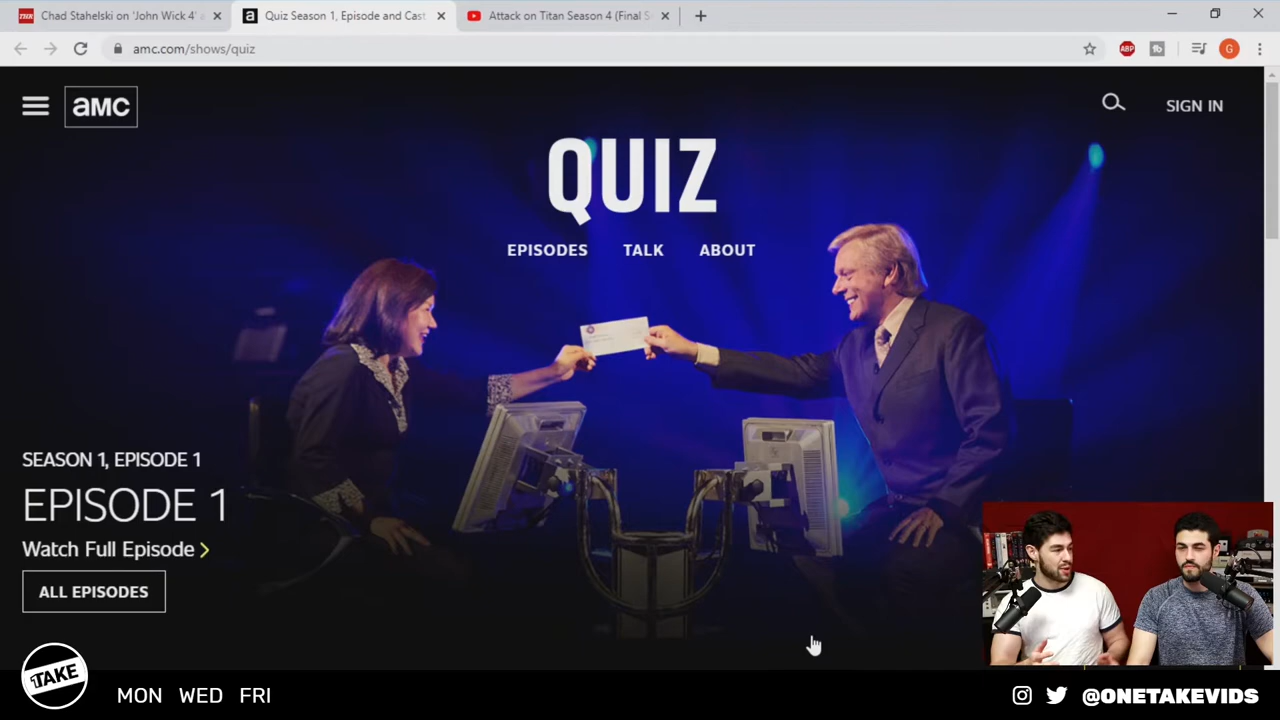 Chad Stahelski on 'John Wick 4' a
Quiz Season 1, Episode and Cast
Attack on Titan Season 4 (Final S
amc.com/shows/quiz
ABP
G
aMC
SIGN IN
QUIZ
EPISODES TALK ABOUT
SEASON 1, EPISODE 1
EPISODE 1
Watch Full Episode
ALL EPISODES
1TAKE
MON WED FRI
@ONETAKEVIDS